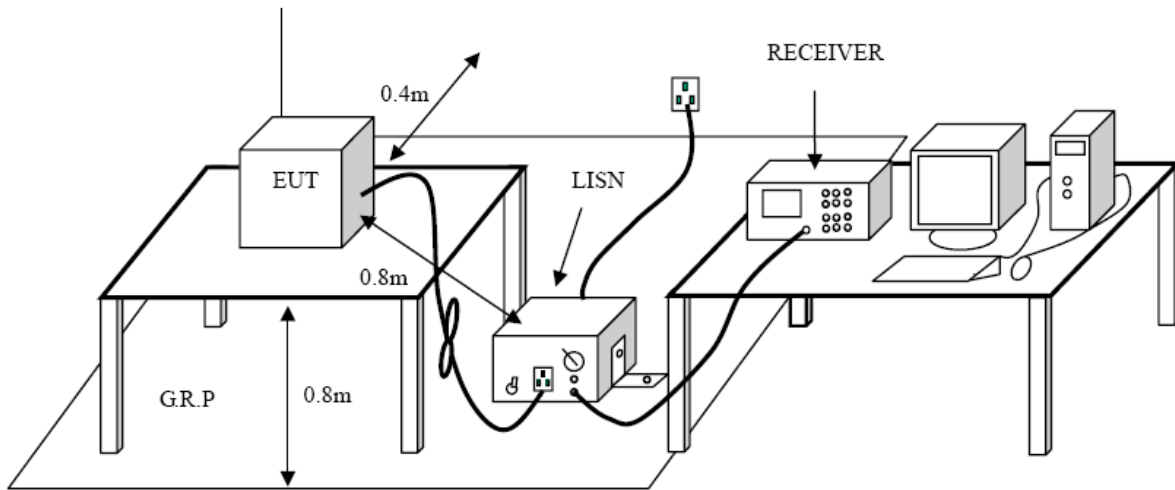 RECEIVER
0.4m
EUT
LISN
0.8m
G.R.P
0.8m